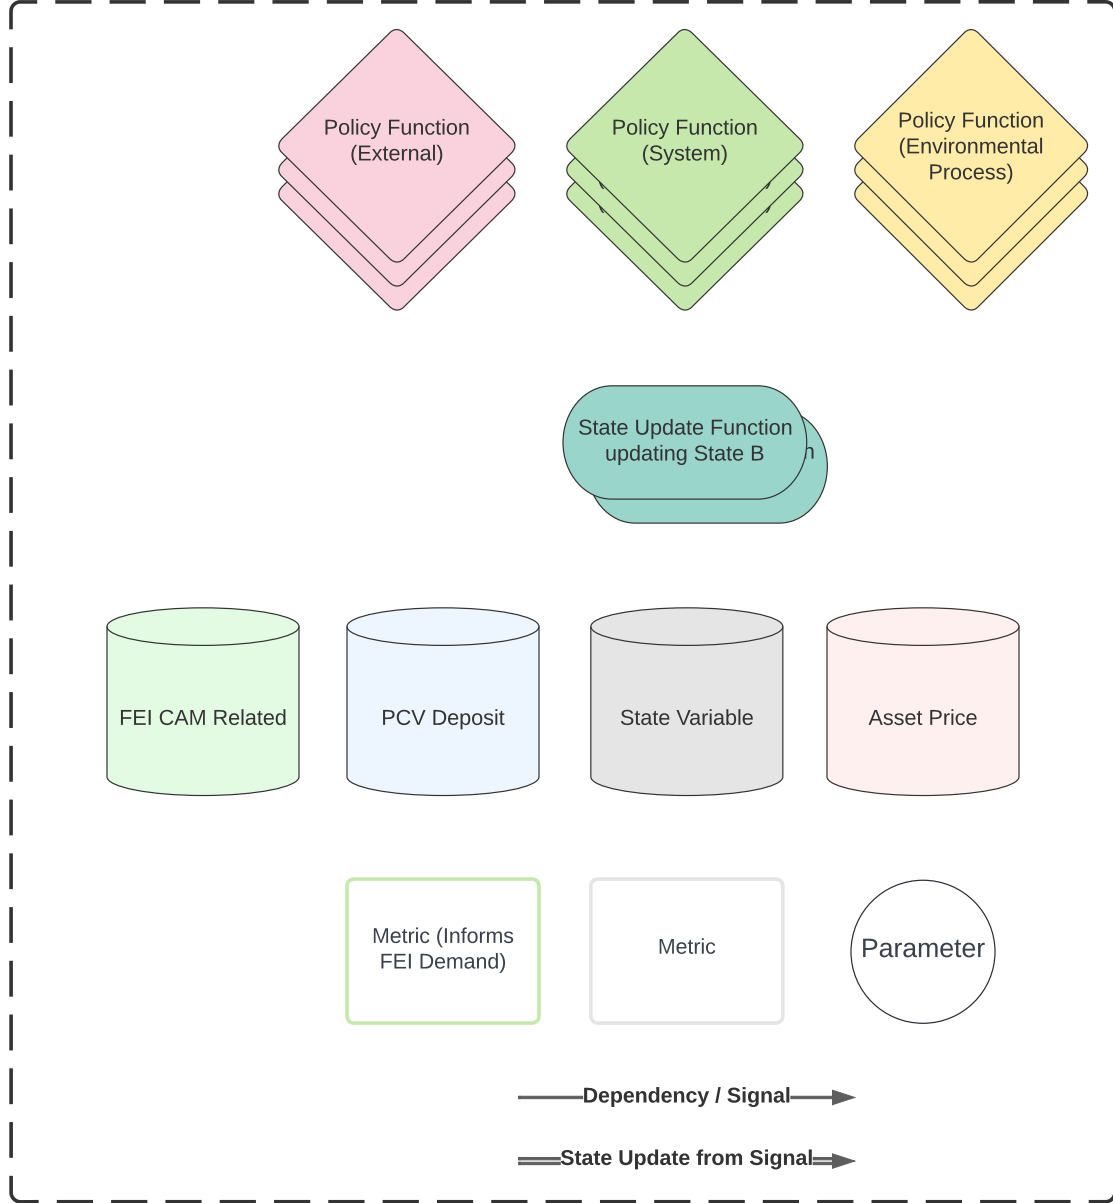 Policy Function
(External)
Policy Function
(System)
Policy Function
(Environmental
Process)
State Update Function
updating State B
n
FEI CAM Related
PCV Deposit
State Variable
Asset Price
Metric (Informs
FEI Demand)
Metric
Parameter
Dependency / Signal
State Update from Signal